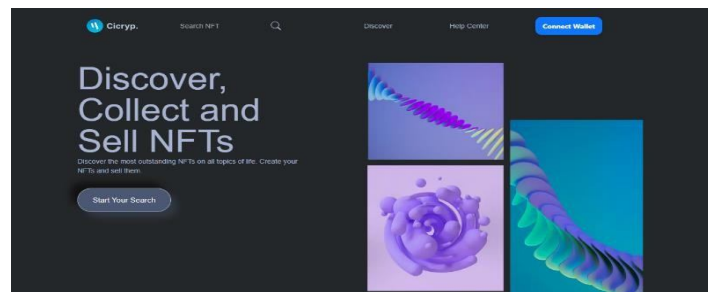 Cicryp.
Search NFT
Discover
Help Center
Connect Wallet
Discover,
Collect and
Sell NFTs
Discover the most outstanding NFTs on all topics of life. Create your
NFTs and sell them.
Start Your Search